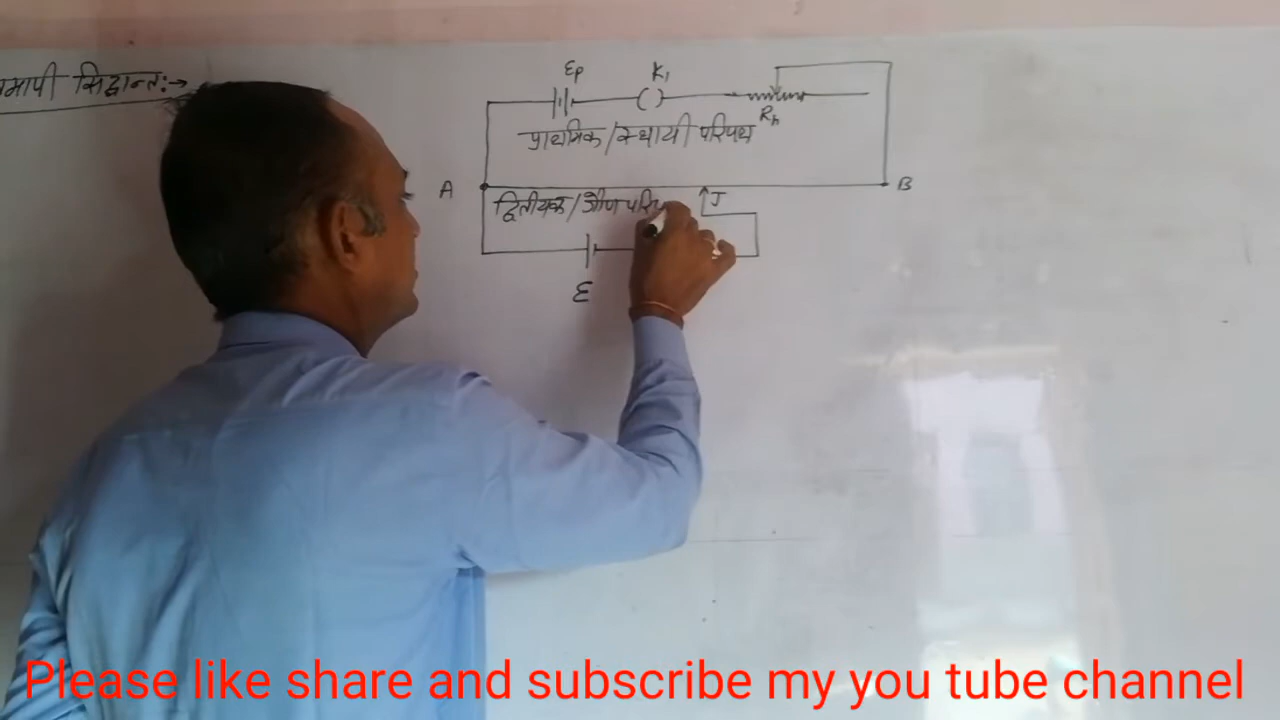 सिद्धान्त:→
Ep K1
Rh
प्राथमिक/स्थायी परिपथ
A B
द्वितीयक/गौण परिप J
ε
Please like share and subscribe my you tube channel